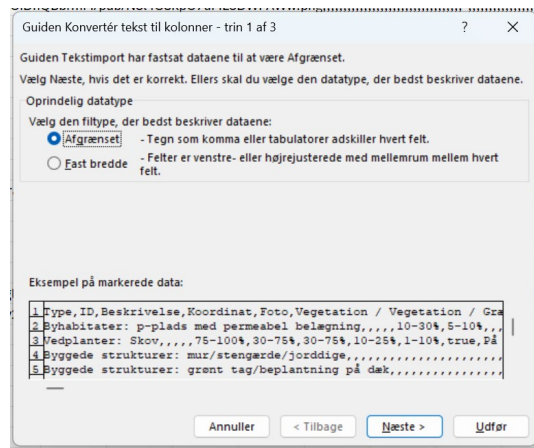 Guiden Konvertér tekst til kolonner - trin 1 af 3 ? ×
Guiden Tekstimport har fastsat dataene til at være Afgrænset.
Vælg Næste, hvis det er korrekt. Ellers skal du vælge den datatype, der bedst beskriver dataene.
Oprindelig datatype
Vælg den filtype, der bedst beskriver dataene:
Afgrænset - Tegn som komma eller tabulatorer adskiller hvert felt.
Fast bredde - Felter er venstre- eller højrejusterede med mellemrum mellem hvert
felt.
Eksempel på markerede data:
1 Type,ID,Beskrivelse,Koordinat,Foto,Vegetation / Vegetation / Græ
2 Byhabitater: p-plads med permeabel belægning,,,,,10-30%,5-10%,,,
3 Vedplanter: Skov,,,,,75-100%,30-75%,30-75%,10-25%,1-10%,true,På
4 Byggede strukturer: mur/stengærde/jorddige,,,,,,,,,,,,,,,,,,,,,,
5 Byggede strukturer: grønt tag/beplantning på dæk,,,,,,,,,,,,,,,,
Annuller < Tilbage Næste > Udfør